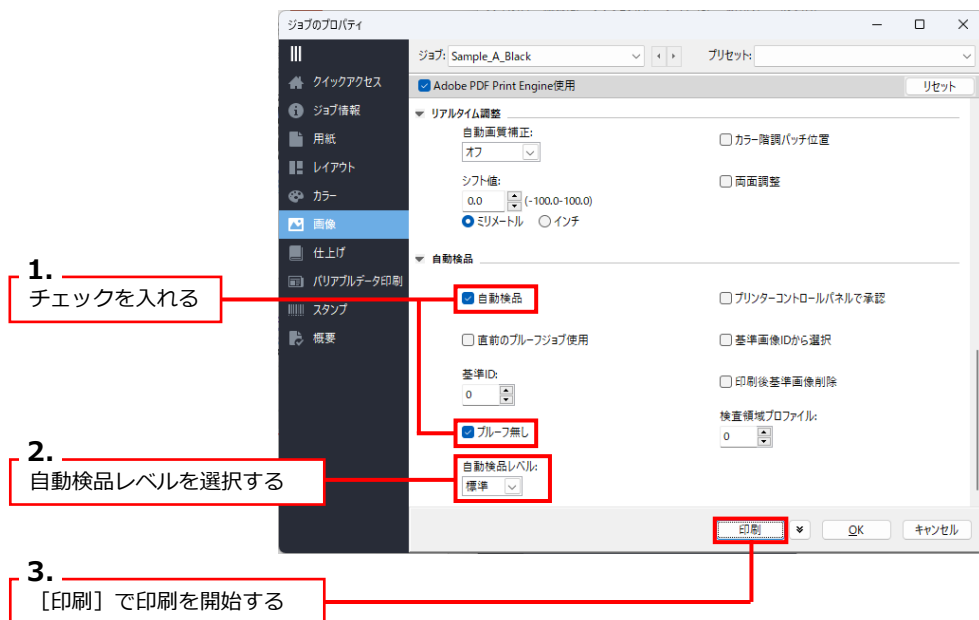 ジョブのプロパティ
ジョブ: Sample_A_Black
プリセット:
クイックアクセス
ジョブ情報
用紙
レイアウト
カラー
画像
仕上げ
バリアブルデータ印刷
スタンプ
概要
Adobe PDF Print Engine使用
リセット
リアルタイム調整
自動画質補正:
オフ
カラー階調パッチ位置
シフト値:
0.0 (-100.0-100.0)
ミリメートル インチ
両面調整
自動検品
自動検品
プリンターコントロールパネルで承認
直前のプルーフジョブ使用
基準画像IDから選択
基準ID:
0
印刷後基準画像削除
プルーフ無し
検査領域プロファイル:
0
自動検品レベル:
標準
印刷
OK
キャンセル
1.
チェックを入れる
2.
自動検品レベルを選択する
3.
［印刷］で印刷を開始する